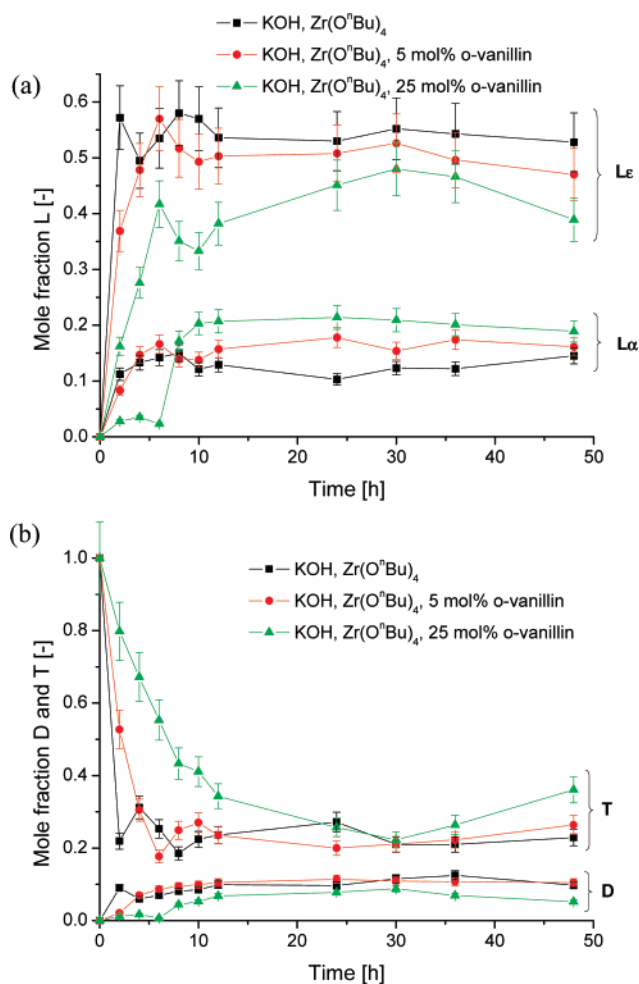 KOH, Zr(OⁿBu)₄
KOH, Zr(OⁿBu)₄, 5 mol% o-vanillin
KOH, Zr(OⁿBu)₄, 25 mol% o-vanillin
(a)
Mole fraction L [-]
0.6
0.5
0.4
0.3
0.2
0.1
0.0
Lε
Lα
0 10 20 30 40 50
Time [h]
(b)
Mole fraction D and T [-]
KOH, Zr(OⁿBu)₄
KOH, Zr(OⁿBu)₄, 5 mol% o-vanillin
KOH, Zr(OⁿBu)₄, 25 mol% o-vanillin
1.0
0.8
0.6
0.4
0.2
0.0
T
D
0 10 20 30 40 50
Time [h]